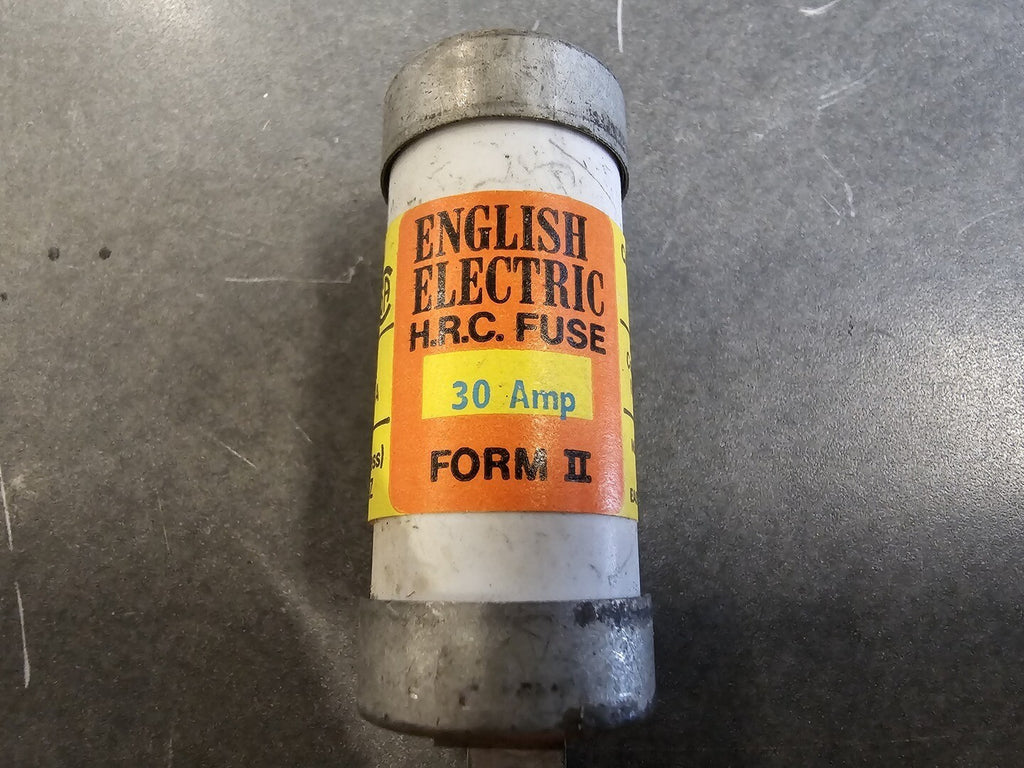 ENGLISH
ELECTRIC
H.R.C. FUSE
30 Amp
FORM II